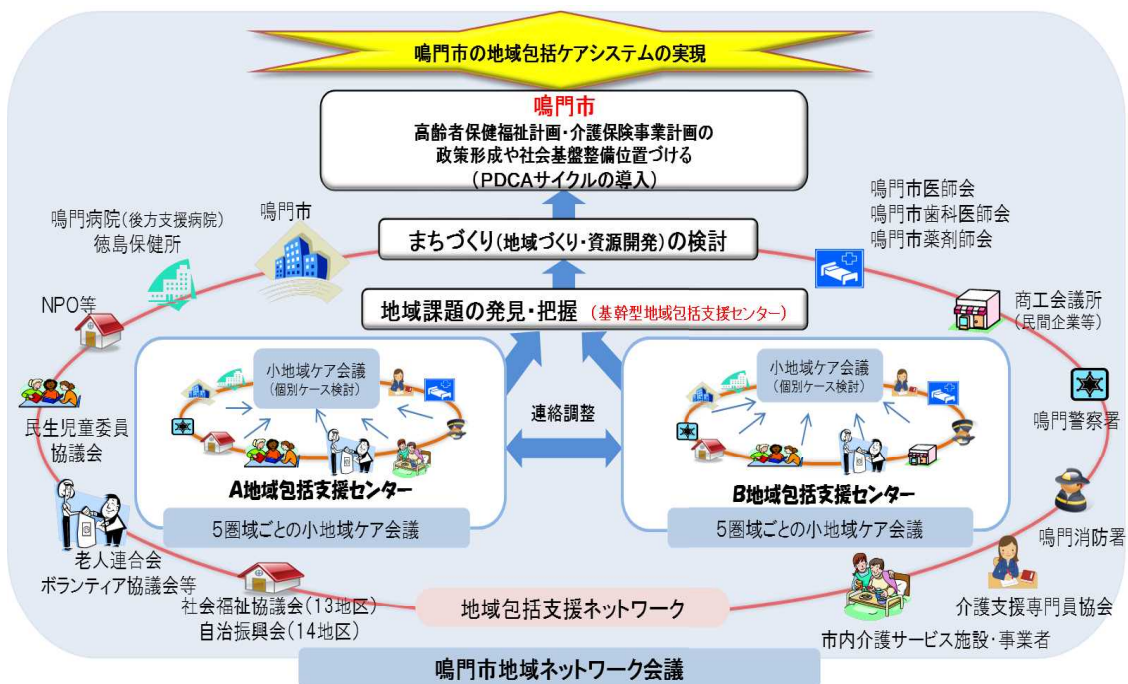 鳴門市の地域包括ケアシステムの実現
鳴門市
高齢者保健福祉計画・介護保険事業計画の
政策形成や社会基盤整備位置づける
(PDCAサイクルの導入)
鳴門病院(後方支援病院)
徳島保健所
鳴門市
鳴門市医師会
鳴門市歯科医師会
鳴門市薬剤師会
まちづくり(地域づくり・資源開発)の検討
NPO等
地域課題の発見・把握 (基幹型地域包括支援センター)
商工会議所
(民間企業等)
小地域ケア会議
(個別ケース検討)
連絡調整
小地域ケア会議
(個別ケース検討)
民生児童委員
協議会
鳴門警察署
A地域包括支援センター
5圏域ごとの小地域ケア会議
B地域包括支援センター
5圏域ごとの小地域ケア会議
老人連合会
ボランティア協議会等
鳴門消防署
社会福祉協議会(13地区)
自治振興会(14地区)
地域包括支援ネットワーク
介護支援専門員協会
市内介護サービス施設・事業者
鳴門市地域ネットワーク会議